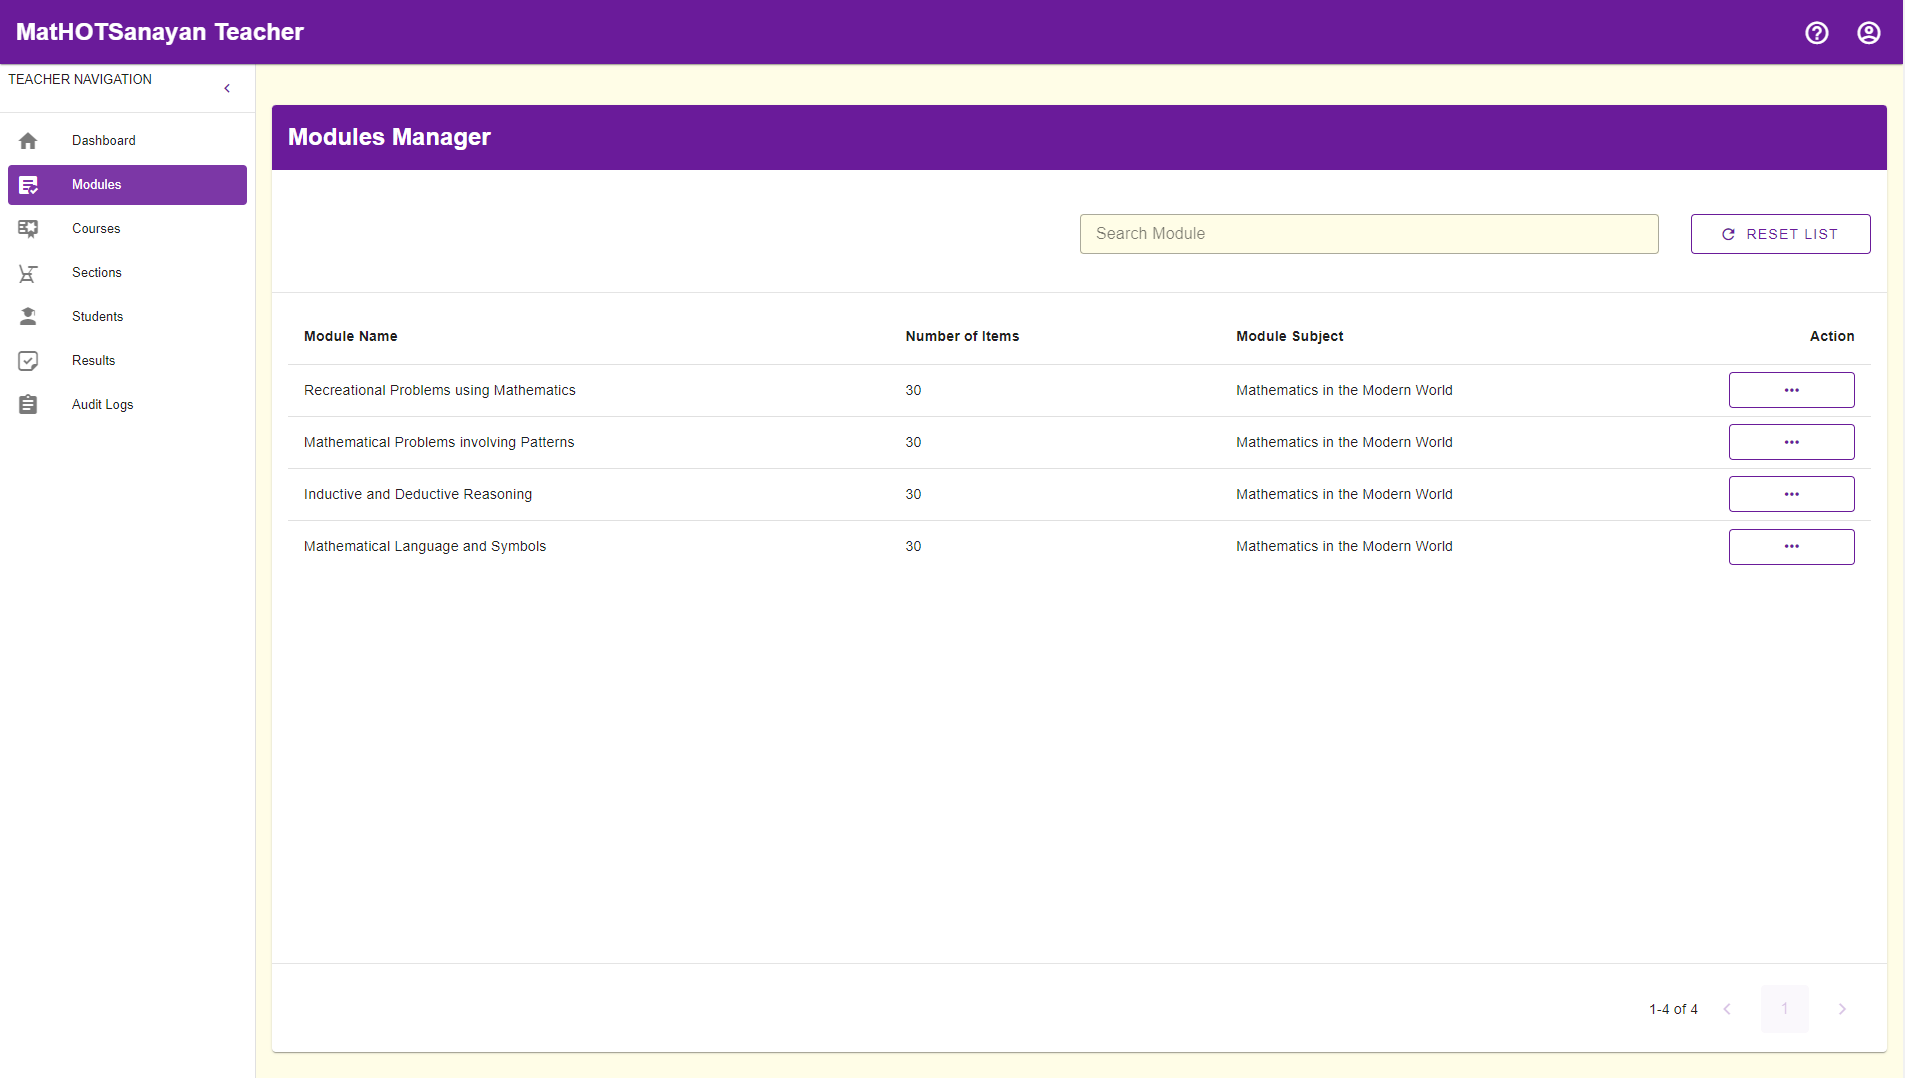 MatHOTSanayan Teacher
TEACHER NAVIGATION
Dashboard
Modules
Courses
Sections
Students
Results
Audit Logs
Modules Manager
Search Module
RESET LIST
Module Name Number of Items Module Subject Action
Recreational Problems using Mathematics 30 Mathematics in the Modern World
Mathematical Problems involving Patterns 30 Mathematics in the Modern World
Inductive and Deductive Reasoning 30 Mathematics in the Modern World
Mathematical Language and Symbols 30 Mathematics in the Modern World
1-4 of 4 1